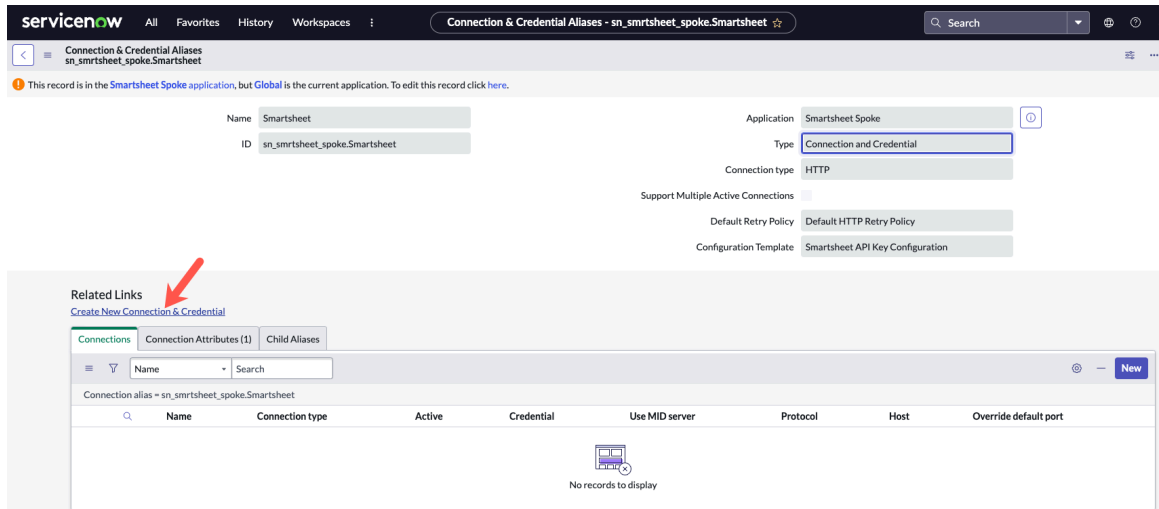 servicenow All Favorites History Workspaces Connection & Credential Aliases - sn_smrtsheet_spoke.Smartsheet Search
Connection & Credential Aliases
sn_smrtsheet_spoke.Smartsheet
This record is in the Smartsheet Spoke application, but Global is the current application. To edit this record click here.
Name Smartsheet Application Smartsheet Spoke
ID sn_smrtsheet_spoke.Smartsheet Type Connection and Credential
Connection type HTTP
Support Multiple Active Connections
Default Retry Policy Default HTTP Retry Policy
Configuration Template Smartsheet API Key Configuration
Related Links
Create New Connection & Credential
Connections Connection Attributes (1) Child Aliases
Name Search New
Connection alias = sn_smrtsheet_spoke.Smartsheet
Name Connection type Active Credential Use MID server Protocol Host Override default port
No records to display